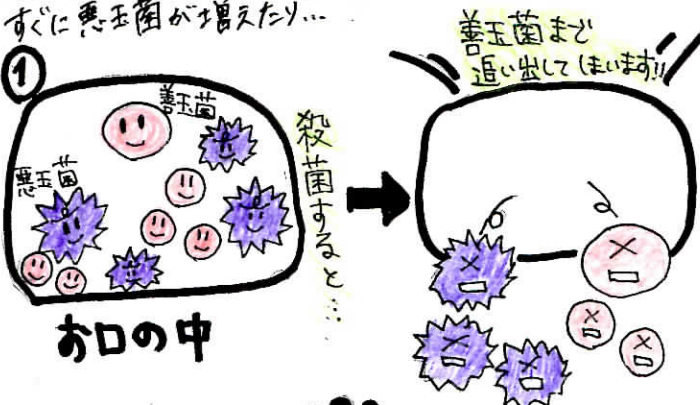 すぐに悪玉菌が増えたり…
①
善玉菌
悪玉菌
お口の中
殺菌すると…
善玉菌まで
追い出してしまいます!!